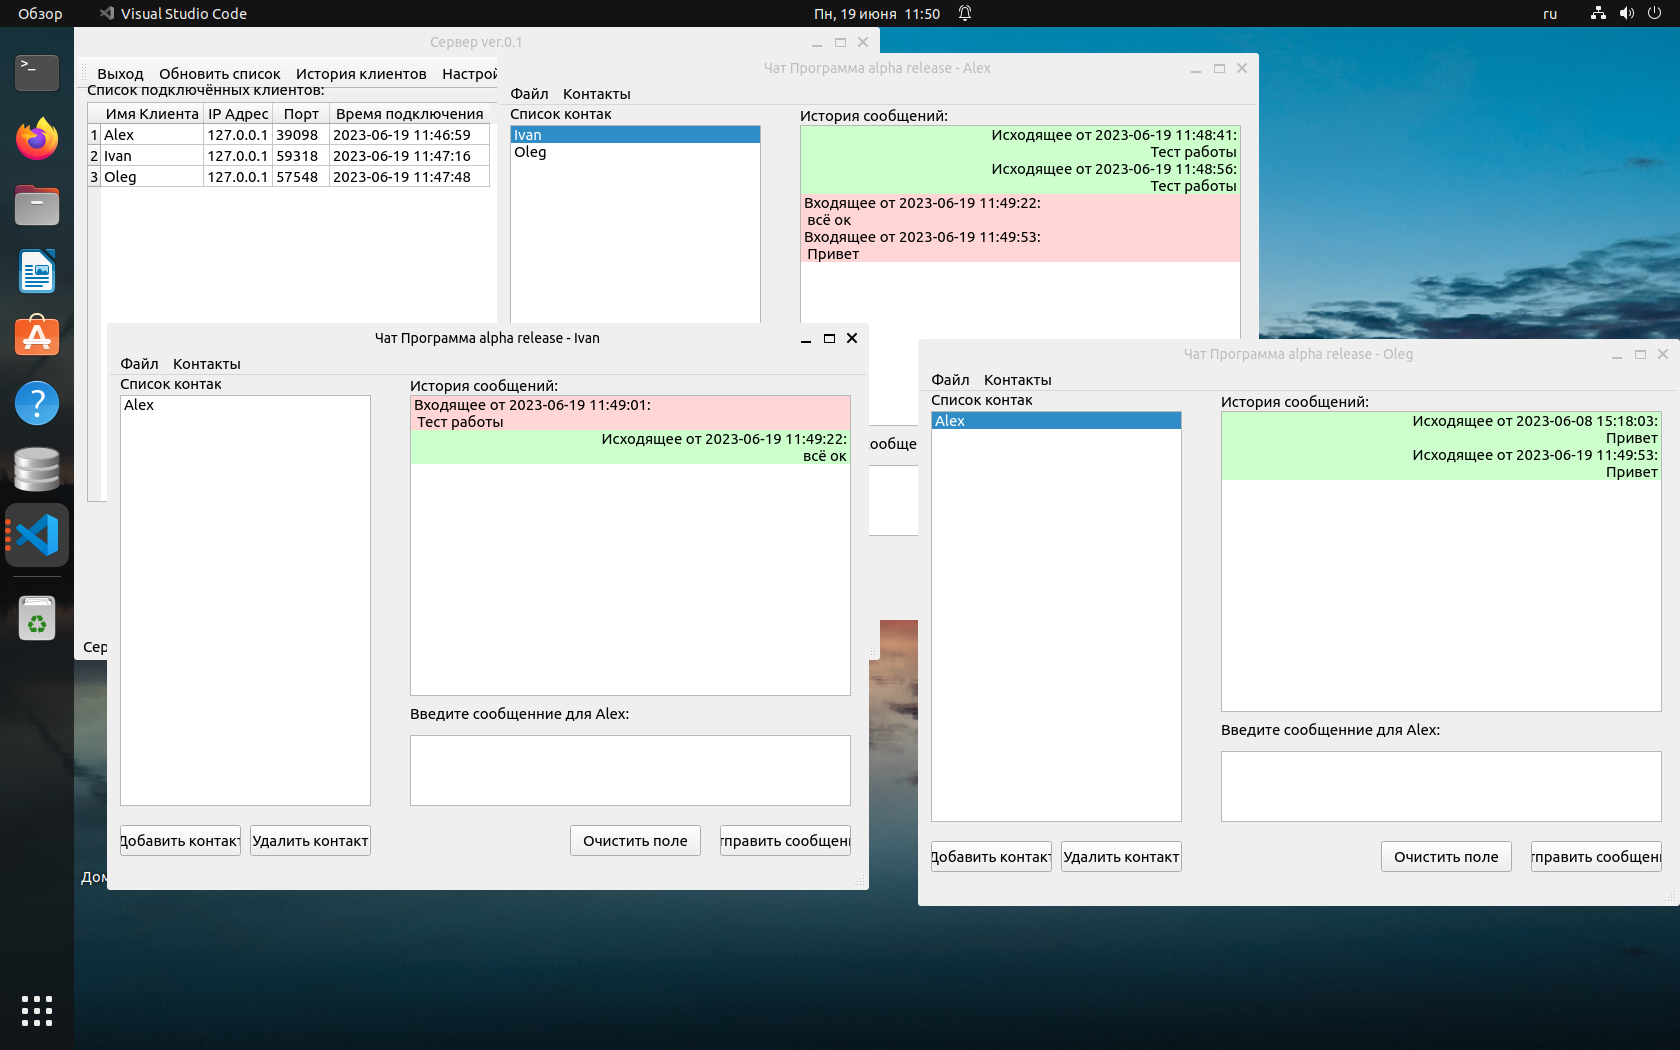 Обзор
Visual Studio Code
Пн, 19 июня 11:50
ru
Сервер ver.0.1
Выход
Обновить список
История клиентов
Настрой
Список подключённых клиентов:
Имя Клиента IP Адрес Порт Время подключения
1 Alex 127.0.0.1 39098 2023-06-19 11:46:59
2 Ivan 127.0.0.1 59318 2023-06-19 11:47:16
3 Oleg 127.0.0.1 57548 2023-06-19 11:47:48
Сер
Чат Программа alpha release - Alex
Файл Контакты
Список контак
Ivan
Oleg
История сообщений:
Исходящее от 2023-06-19 11:48:41:
Тест работы
Исходящее от 2023-06-19 11:48:56:
Тест работы
Входящее от 2023-06-19 11:49:22:
всё ок
Входящее от 2023-06-19 11:49:53:
Привет
сообще
Чат Программа alpha release - Ivan
Файл Контакты
Список контак
Alex
История сообщений:
Входящее от 2023-06-19 11:49:01:
Тест работы
Исходящее от 2023-06-19 11:49:22:
всё ок
Введите сообщенние для Alex:
Добавить контакт
Удалить контакт
Очистить поле
тправить сообщени
Дом
Чат Программа alpha release - Oleg
Файл Контакты
Список контак
Alex
История сообщений:
Исходящее от 2023-06-08 15:18:03:
Привет
Исходящее от 2023-06-19 11:49:53:
Привет
Введите сообщенние для Alex:
Добавить контакт
Удалить контакт
Очистить поле
тправить сообщени